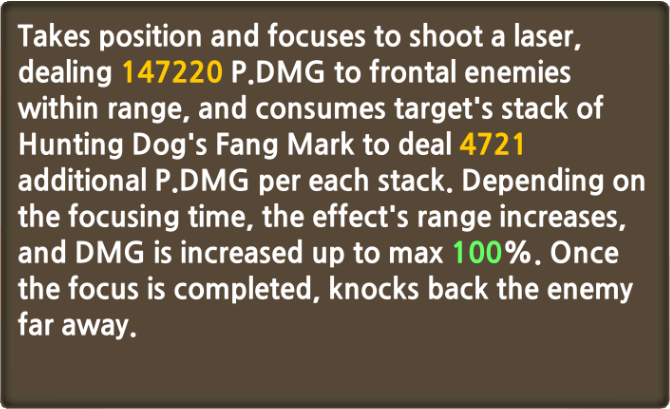 Takes position and focuses to shoot a laser,
dealing 147220 P.DMG to frontal enemies
within range, and consumes target's stack of
Hunting Dog's Fang Mark to deal 4721
additional P.DMG per each stack. Depending on
the focusing time, the effect's range increases,
and DMG is increased up to max 100%. Once
the focus is completed, knocks back the enemy
far away.